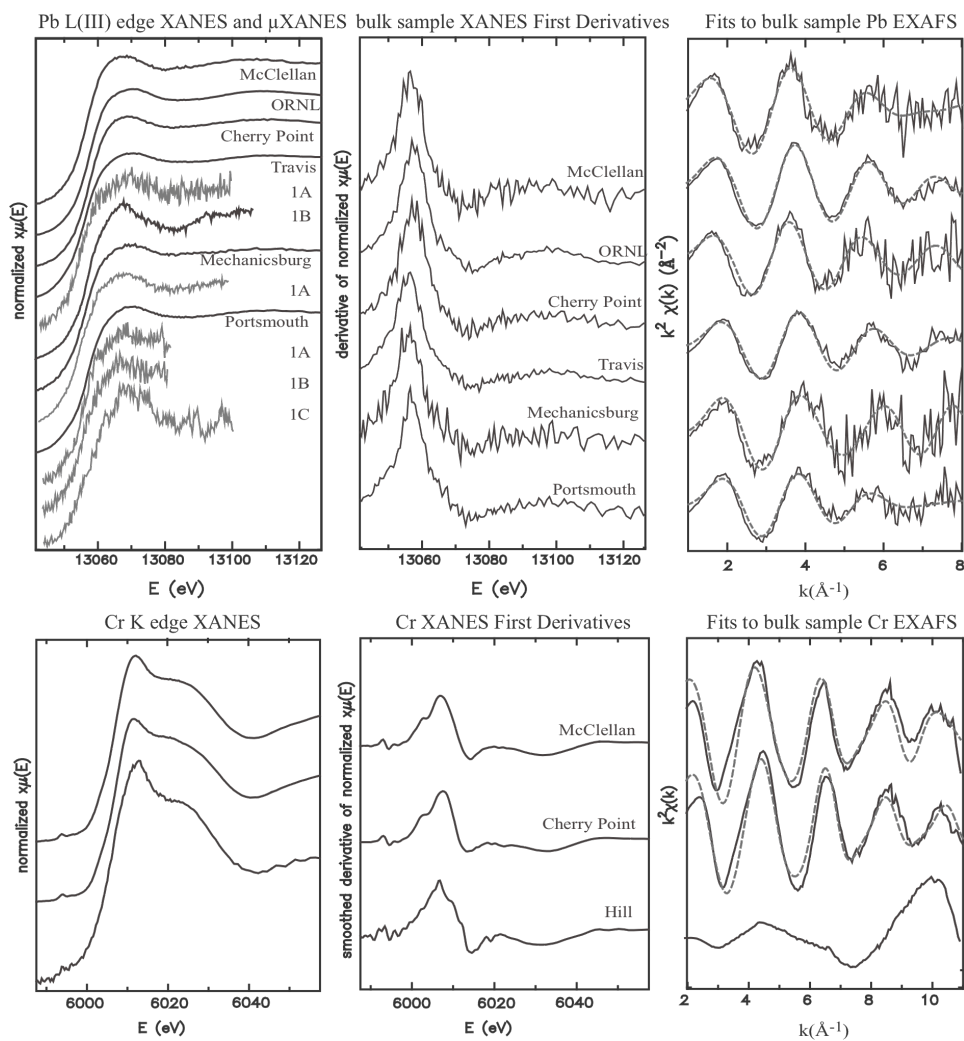 Pb L(III) edge XANES and μXANES
bulk sample XANES First Derivatives
Fits to bulk sample Pb EXAFS
normalized xμ(E)
McClellan
ORNL
Cherry Point
Travis
1A
1B
Mechanicsburg
1A
Portsmouth
1A
1B
1C
13060 13080 13100 13120
E (eV)
derivative of normalized xμ(E)
McClellan
ORNL
Cherry Point
Travis
Mechanicsburg
Portsmouth
13060 13080 13100 13120
E (eV)
k² χ(k) (Å⁻²)
2 4 6 8
k(Å⁻¹)
Cr K edge XANES
Cr XANES First Derivatives
Fits to bulk sample Cr EXAFS
normalized xμ(E)
6000 6020 6040
E (eV)
smoothed derivative of normalized xμ(E)
McClellan
Cherry Point
Hill
6000 6020 6040
E (eV)
k²χ(k)
2 4 6 8 10
k(Å⁻¹)